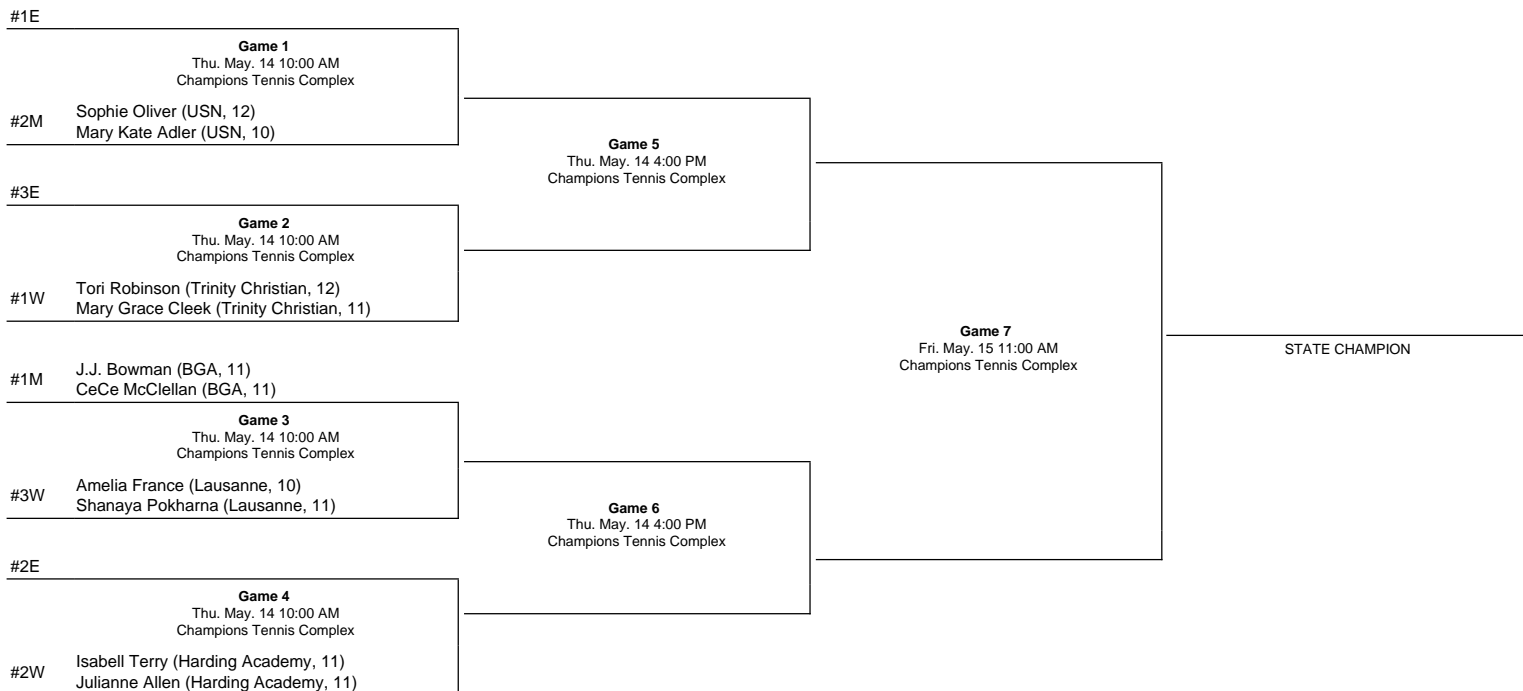 #1E
Game 1
Thu. May. 14 10:00 AM
Champions Tennis Complex
#2M
Sophie Oliver (USN, 12)
Mary Kate Adler (USN, 10)
#3E
Game 2
Thu. May. 14 10:00 AM
Champions Tennis Complex
#1W
Tori Robinson (Trinity Christian, 12)
Mary Grace Cleek (Trinity Christian, 11)
#1M
J.J. Bowman (BGA, 11)
CeCe McClellan (BGA, 11)
Game 3
Thu. May. 14 10:00 AM
Champions Tennis Complex
#3W
Amelia France (Lausanne, 10)
Shanaya Pokharna (Lausanne, 11)
#2E
Game 4
Thu. May. 14 10:00 AM
Champions Tennis Complex
#2W
Isabell Terry (Harding Academy, 11)
Julianne Allen (Harding Academy, 11)
Game 5
Thu. May. 14 4:00 PM
Champions Tennis Complex
Game 6
Thu. May. 14 4:00 PM
Champions Tennis Complex
Game 7
Fri. May. 15 11:00 AM
Champions Tennis Complex
STATE CHAMPION